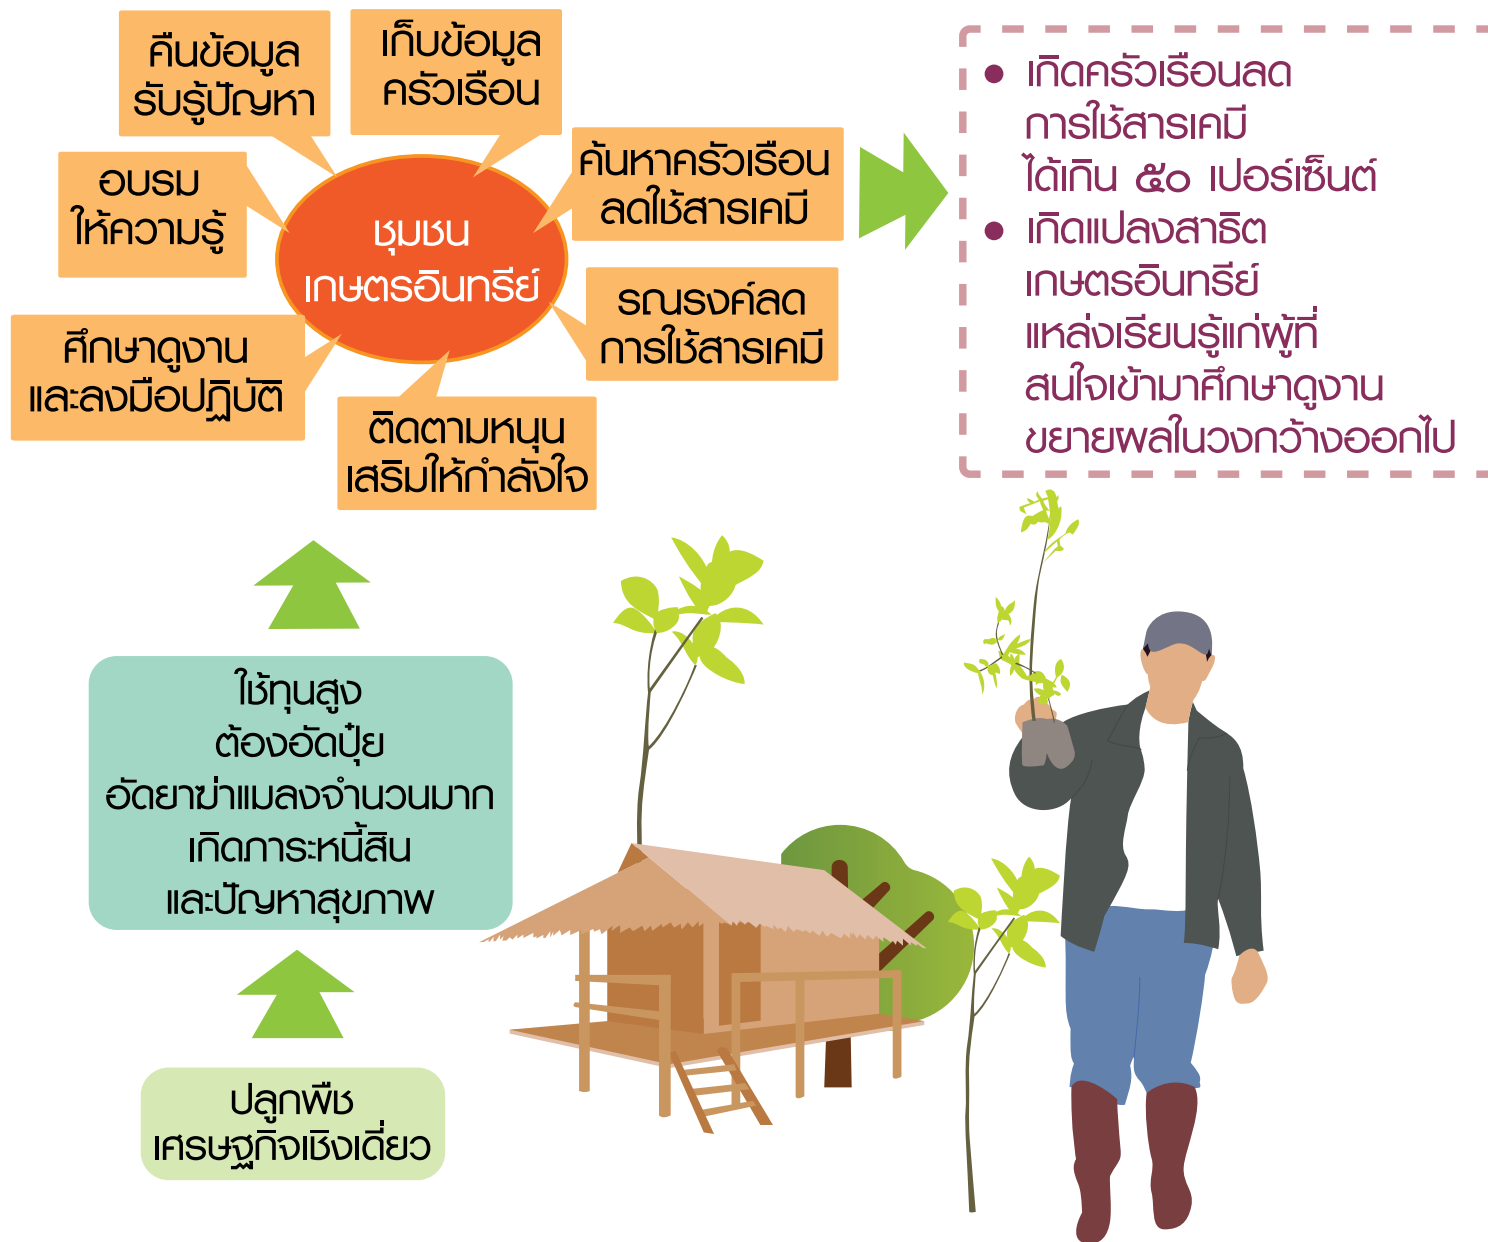 คืนข้อมูล
รับรู้ปัญหา
เก็บข้อมูล
ครัวเรือน
ค้นหาครัวเรือน
ลดใช้สารเคมี
อบรม
ให้ความรู้
ชุมชน
เกษตรอินทรีย์
รณรงค์ลด
การใช้สารเคมี
ศึกษาดูงาน
และลงมือปฏิบัติ
ติดตามหนุน
เสริมให้กำลังใจ
• เกิดครัวเรือนลด
การใช้สารเคมี
ได้เกิน ๕๐ เปอร์เซ็นต์
• เกิดแปลงสาธิต
เกษตรอินทรีย์
แหล่งเรียนรู้แก่ผู้ที่
สนใจเข้ามาศึกษาดูงาน
ขยายผลในวงกว้างออกไป
ใช้ทุนสูง
ต้องอัดปุ๋ย
อัดยาฆ่าแมลงจำนวนมาก
เกิดภาระหนี้สิน
และปัญหาสุขภาพ
ปลูกพืช
เศรษฐกิจเชิงเดี่ยว